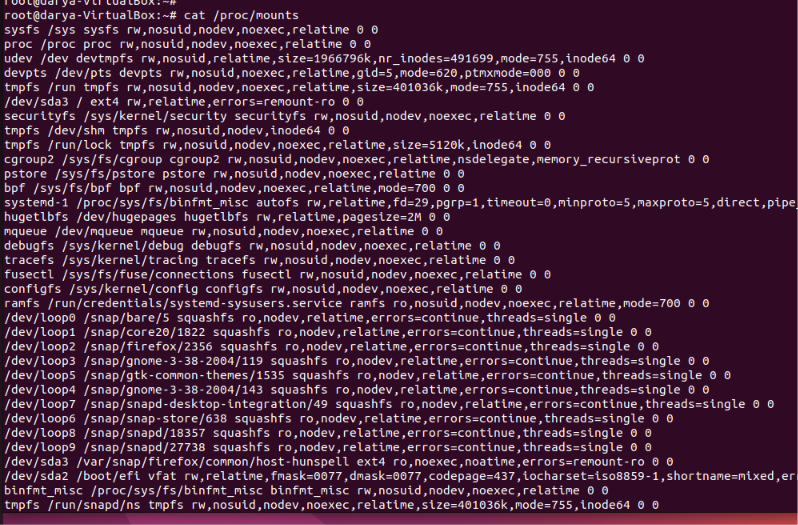 root@darya-VirtualBox:~#
root@darya-VirtualBox:~# cat /proc/mounts
sysfs /sys sysfs rw,nosuid,nodev,noexec,relatime 0 0
proc /proc proc rw,nosuid,nodev,noexec,relatime 0 0
udev /dev devtmpfs rw,nosuid,relatime,size=1966796k,nr_inodes=491699,mode=755,inode64 0 0
devpts /dev/pts devpts rw,nosuid,noexec,relatime,gid=5,mode=620,ptmxmode=000 0 0
tmpfs /run tmpfs rw,nosuid,nodev,noexec,relatime,size=401036k,mode=755,inode64 0 0
/dev/sda3 / ext4 rw,relatime,errors=remount-ro 0 0
securityfs /sys/kernel/security securityfs rw,nosuid,nodev,noexec,relatime 0 0
tmpfs /dev/shm tmpfs rw,nosuid,nodev,inode64 0 0
tmpfs /run/lock tmpfs rw,nosuid,nodev,noexec,relatime,size=5120k,inode64 0 0
cgroup2 /sys/fs/cgroup cgroup2 rw,nosuid,nodev,noexec,relatime,nsdelegate,memory_recursiveprot 0 0
pstore /sys/fs/pstore pstore rw,nosuid,nodev,noexec,relatime 0 0
bpf /sys/fs/bpf bpf rw,nosuid,nodev,noexec,relatime,mode=700 0 0
systemd-1 /proc/sys/fs/binfmt_misc autofs rw,relatime,fd=29,pgrp=1,timeout=0,minproto=5,maxproto=5,direct,pipe_
hugetlbfs /dev/hugepages hugetlbfs rw,relatime,pagesize=2M 0 0
mqueue /dev/mqueue mqueue rw,nosuid,nodev,noexec,relatime 0 0
debugfs /sys/kernel/debug debugfs rw,nosuid,nodev,noexec,relatime 0 0
tracefs /sys/kernel/tracing tracefs rw,nosuid,nodev,noexec,relatime 0 0
fusectl /sys/fs/fuse/connections fusectl rw,nosuid,nodev,noexec,relatime 0 0
configfs /sys/kernel/config configfs rw,nosuid,nodev,noexec,relatime 0 0
ramfs /run/credentials/systemd-sysusers.service ramfs ro,nosuid,nodev,noexec,relatime,mode=700 0 0
/dev/loop0 /snap/bare/5 squashfs ro,nodev,relatime,errors=continue,threads=single 0 0
/dev/loop1 /snap/core20/1822 squashfs ro,nodev,relatime,errors=continue,threads=single 0 0
/dev/loop2 /snap/firefox/2356 squashfs ro,nodev,relatime,errors=continue,threads=single 0 0
/dev/loop3 /snap/gnome-3-38-2004/119 squashfs ro,nodev,relatime,errors=continue,threads=single 0 0
/dev/loop5 /snap/gtk-common-themes/1535 squashfs ro,nodev,relatime,errors=continue,threads=single 0 0
/dev/loop4 /snap/gnome-3-38-2004/143 squashfs ro,nodev,relatime,errors=continue,threads=single 0 0
/dev/loop7 /snap/snapd-desktop-integration/49 squashfs ro,nodev,relatime,errors=continue,threads=single 0 0
/dev/loop6 /snap/snap-store/638 squashfs ro,nodev,relatime,errors=continue,threads=single 0 0
/dev/loop8 /snap/snapd/18357 squashfs ro,nodev,relatime,errors=continue,threads=single 0 0
/dev/loop9 /snap/snapd/27738 squashfs ro,nodev,relatime,errors=continue,threads=single 0 0
/dev/sda3 /var/snap/firefox/common/host-hunspell ext4 ro,noexec,noatime,errors=remount-ro 0 0
/dev/sda2 /boot/efi vfat rw,relatime,fmask=0077,dmask=0077,codepage=437,iocharset=iso8859-1,shortname=mixed,er
binfmt_misc /proc/sys/fs/binfmt_misc binfmt_misc rw,nosuid,nodev,noexec,relatime 0 0
tmpfs /run/snapd/ns tmpfs rw,nosuid,nodev,noexec,relatime,size=401036k,mode=755,inode64 0 0